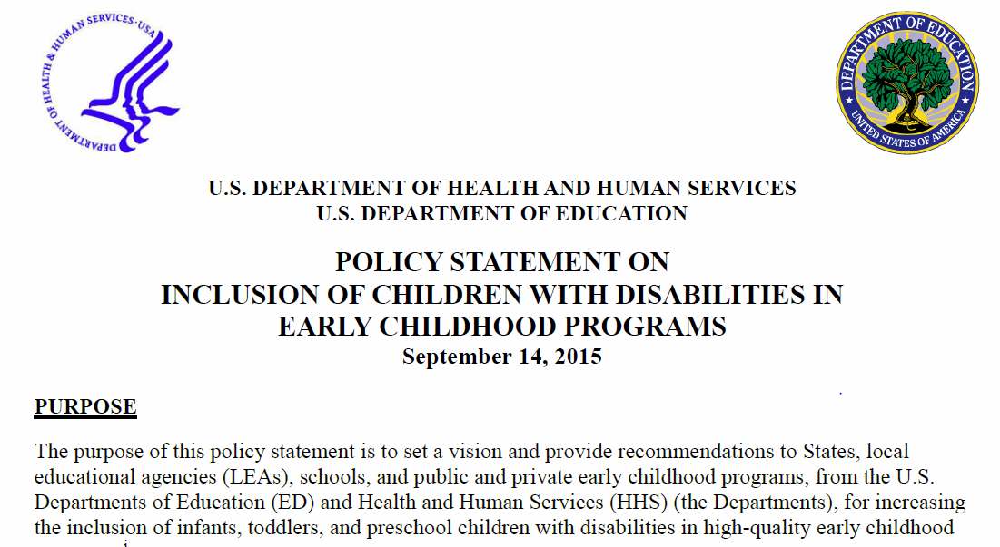 DEPARTMENT OF HEALTH & HUMAN SERVICES · USA
DEPARTMENT OF EDUCATION
UNITED STATES OF AMERICA
U.S. DEPARTMENT OF HEALTH AND HUMAN SERVICES
U.S. DEPARTMENT OF EDUCATION
POLICY STATEMENT ON
INCLUSION OF CHILDREN WITH DISABILITIES IN
EARLY CHILDHOOD PROGRAMS
September 14, 2015
PURPOSE
The purpose of this policy statement is to set a vision and provide recommendations to States, local
educational agencies (LEAs), schools, and public and private early childhood programs, from the U.S.
Departments of Education (ED) and Health and Human Services (HHS) (the Departments), for increasing
the inclusion of infants, toddlers, and preschool children with disabilities in high-quality early childhood